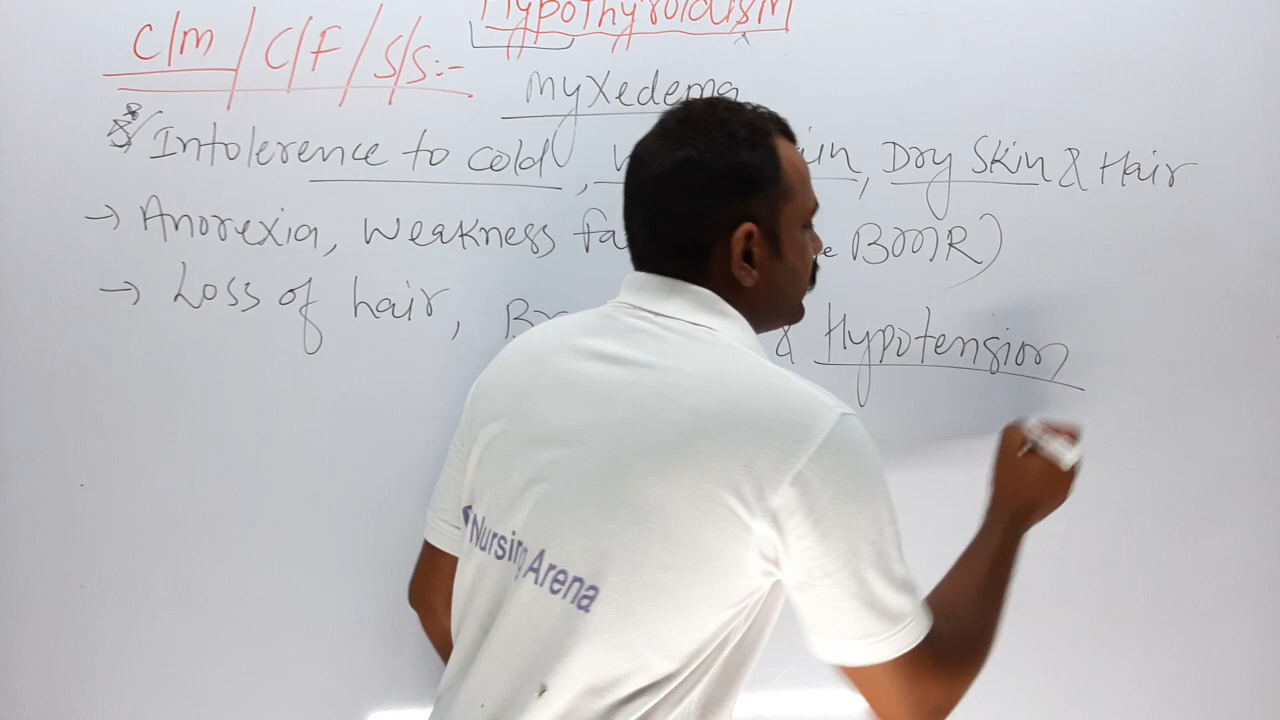 Hypothyroidism
C/M / C/F / S/S:-
Myxedema
Intolerence to cold, Dry Skin & Hair
→ Anorexia, weakness BMR)
→ Loss of hair, & Hypotension
Nursing Arena